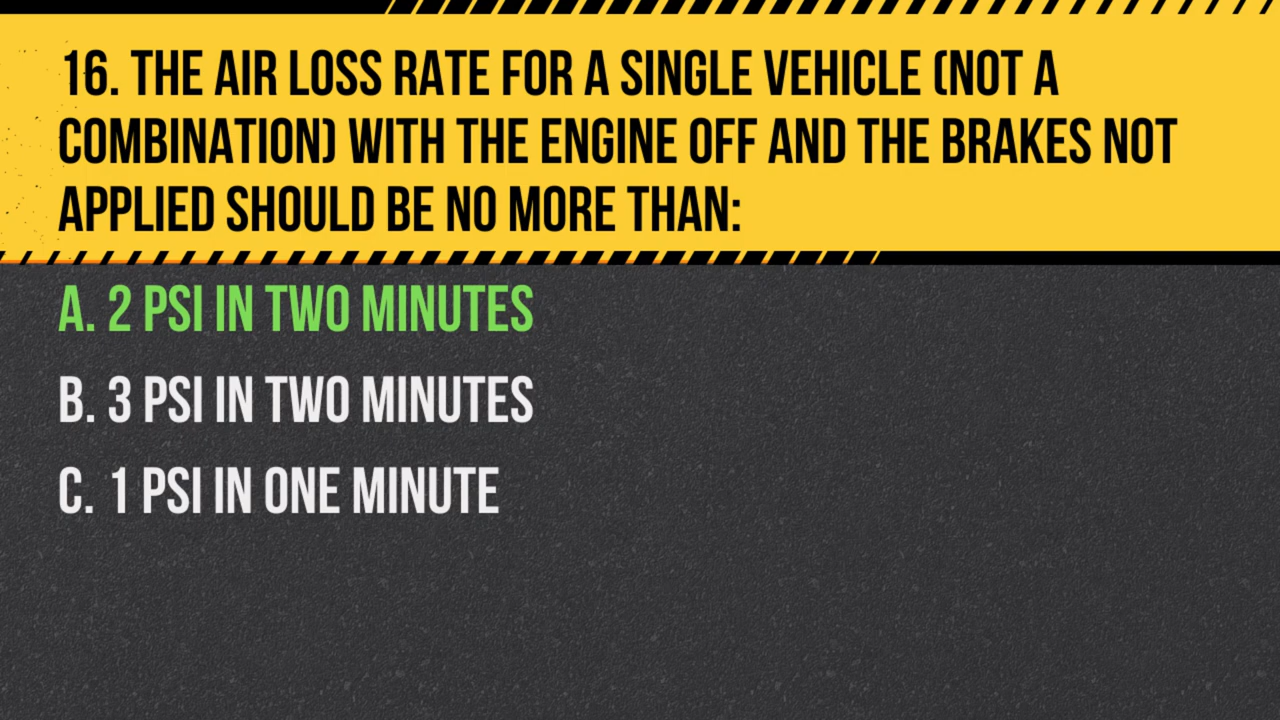 16. THE AIR LOSS RATE FOR A SINGLE VEHICLE (NOT A
COMBINATION) WITH THE ENGINE OFF AND THE BRAKES NOT
APPLIED SHOULD BE NO MORE THAN:
A. 2 PSI IN TWO MINUTES
B. 3 PSI IN TWO MINUTES
C. 1 PSI IN ONE MINUTE